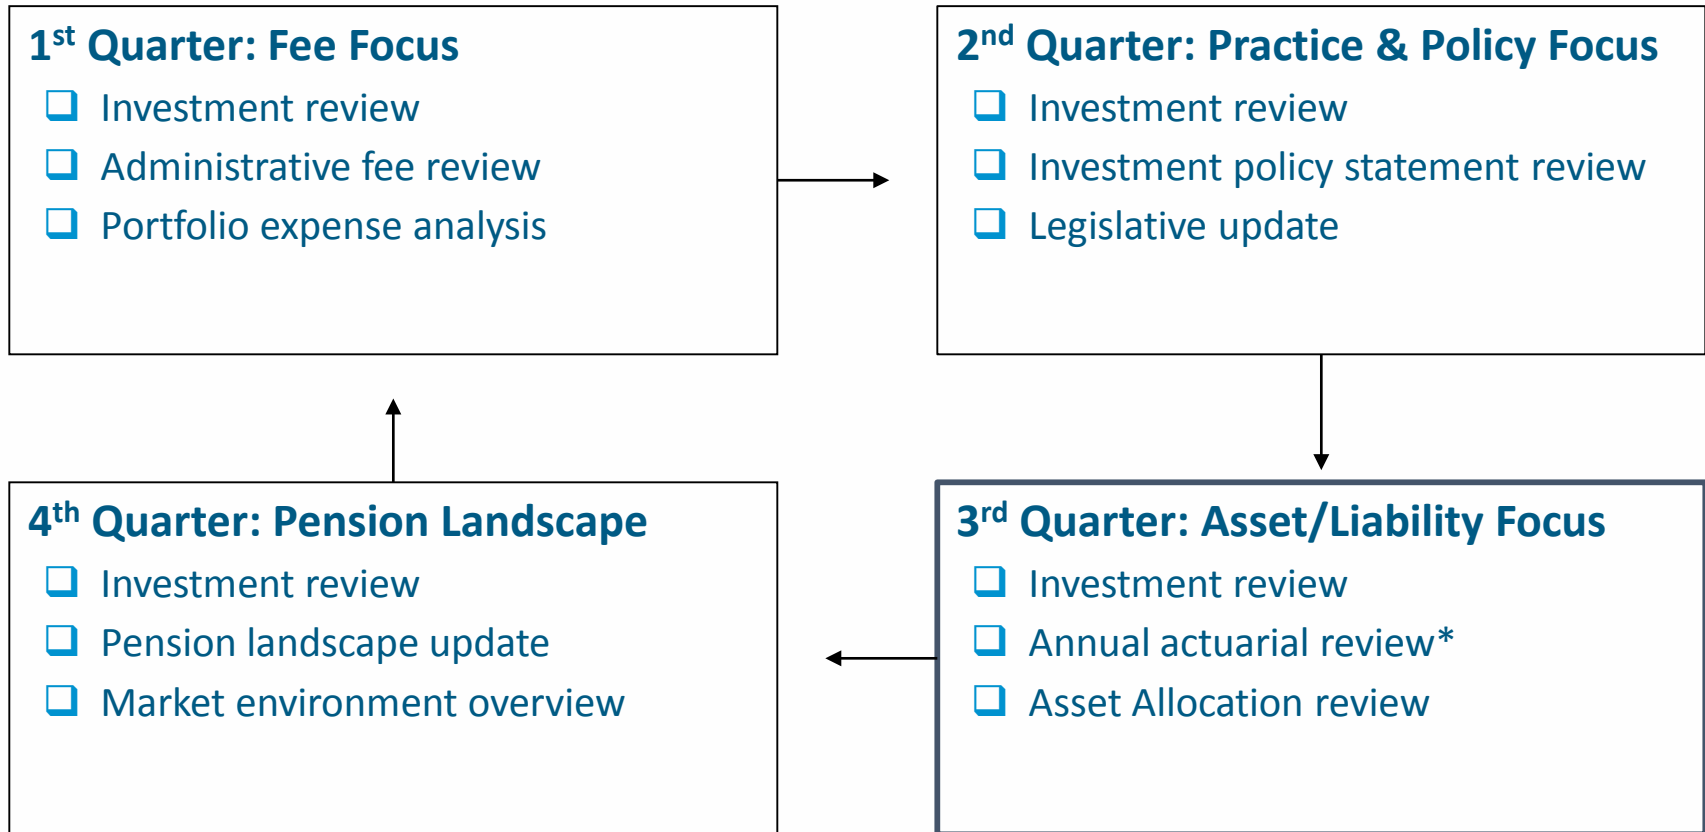 1st Quarter: Fee Focus
Investment review
Administrative fee review
Portfolio expense analysis
2nd Quarter: Practice & Policy Focus
Investment review
Investment policy statement review
Legislative update
4th Quarter: Pension Landscape
Investment review
Pension landscape update
Market environment overview
3rd Quarter: Asset/Liability Focus
Investment review
Annual actuarial review*
Asset Allocation review